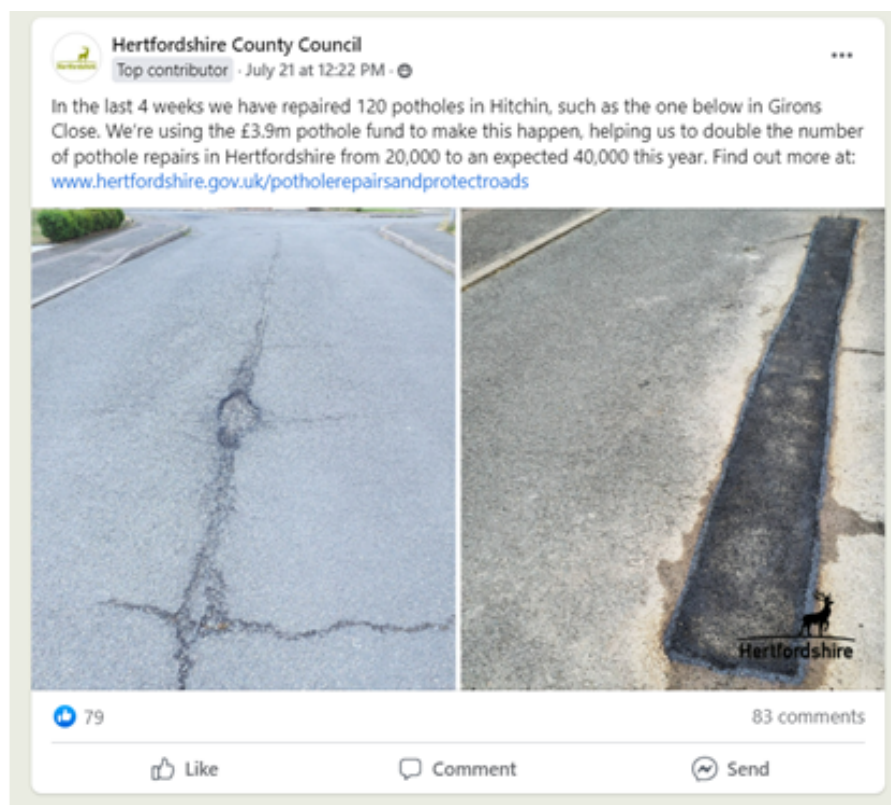 Hertfordshire County Council
Top contributor · July 21 at 12:22 PM ·
In the last 4 weeks we have repaired 120 potholes in Hitchin, such as the one below in Girons
Close. We're using the £3.9m pothole fund to make this happen, helping us to double the number
of pothole repairs in Hertfordshire from 20,000 to an expected 40,000 this year. Find out more at:
www.hertfordshire.gov.uk/potholerepairsandprotectroads
Hertfordshire
79
83 comments
Like
Comment
Send